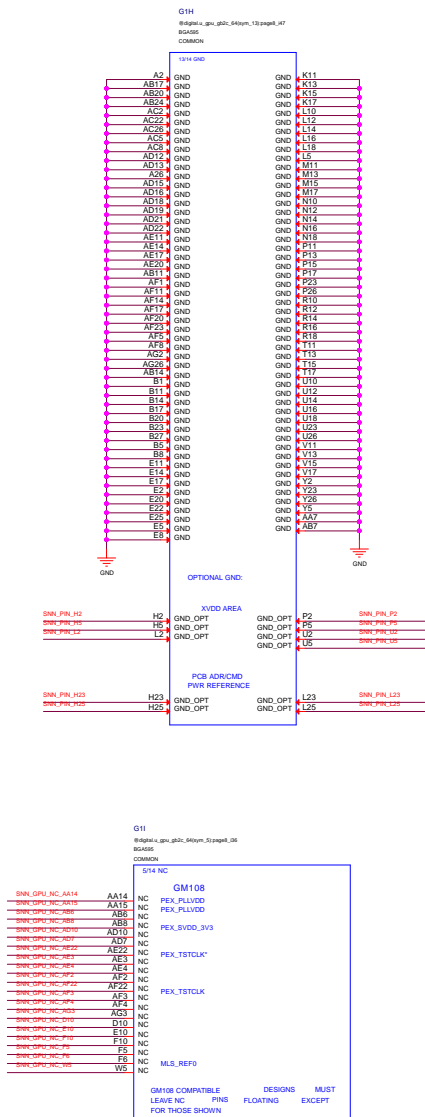 G1H
@digital.u_gpu_gb2c_64(sym_13):page8_i47
BGA595
COMMON
13/14 GND
A2 GND GND K11
AB17 GND GND K13
AB20 GND GND K15
AB24 GND GND K17
AC2 GND GND L10
AC22 GND GND L12
AC26 GND GND L14
AC5 GND GND L16
AC8 GND GND L18
AD12 GND GND L5
AD13 GND GND M11
A26 GND GND M13
AD15 GND GND M15
AD16 GND GND M17
AD18 GND GND N10
AD19 GND GND N12
AD21 GND GND N14
AD22 GND GND N16
AE11 GND GND N18
AE14 GND GND P11
AE17 GND GND P13
AE20 GND GND P15
AB11 GND GND P17
AF1 GND GND P23
AF11 GND GND P26
AF14 GND GND R10
AF17 GND GND R12
AF20 GND GND R14
AF23 GND GND R16
AF5 GND GND R18
AF8 GND GND T11
AG2 GND GND T13
AG26 GND GND T15
AB14 GND GND T17
B1 GND GND U10
B11 GND GND U12
B14 GND GND U14
B17 GND GND U16
B20 GND GND U18
B23 GND GND U23
B27 GND GND U26
B5 GND GND V11
B8 GND GND V13
E11 GND GND V15
E14 GND GND V17
E17 GND GND Y2
E2 GND GND Y23
E20 GND GND Y26
E22 GND GND Y5
E25 GND GND AA7
E5 GND GND AB7
E8 GND
GND GND
OPTIONAL GND:
XVDD AREA
SNN_PIN_H2 H2 GND_OPT GND_OPT P2 SNN_PIN_P2
SNN_PIN_H5 H5 GND_OPT GND_OPT P5 SNN_PIN_P5
SNN_PIN_L2 L2 GND_OPT GND_OPT U2 SNN_PIN_U2
GND_OPT U5 SNN_PIN_U5
PCB ADR/CMD
PWR REFERENCE
SNN_PIN_H23 H23 GND_OPT GND_OPT L23 SNN_PIN_L23
SNN_PIN_H25 H25 GND_OPT GND_OPT L25 SNN_PIN_L25
G1I
@digital.u_gpu_gb2c_64(sym_5):page8_i36
BGA595
COMMON
5/14 NC
GM108
SNN_GPU_NC_AA14 AA14 NC PEX_PLLVDD
SNN_GPU_NC_AA15 AA15 NC PEX_PLLVDD
SNN_GPU_NC_AB6 AB6 NC
SNN_GPU_NC_AB8 AB8 NC PEX_SVDD_3V3
SNN_GPU_NC_AD10 AD10 NC
SNN_GPU_NC_AD7 AD7 NC
SNN_GPU_NC_AE22 AE22 NC PEX_TSTCLK*
SNN_GPU_NC_AE3 AE3 NC
SNN_GPU_NC_AE4 AE4 NC
SNN_GPU_NC_AF2 AF2 NC
SNN_GPU_NC_AF22 AF22 NC PEX_TSTCLK
SNN_GPU_NC_AF3 AF3 NC
SNN_GPU_NC_AF4 AF4 NC
SNN_GPU_NC_AG3 AG3 NC
SNN_GPU_NC_D10 D10 NC
SNN_GPU_NC_E10 E10 NC
SNN_GPU_NC_F10 F10 NC
SNN_GPU_NC_F5 F5 NC
SNN_GPU_NC_F6 F6 NC MLS_REF0
SNN_GPU_NC_W5 W5 NC
GM108 COMPATIBLE DESIGNS MUST
LEAVE NC PINS FLOATING EXCEPT
FOR THOSE SHOWN